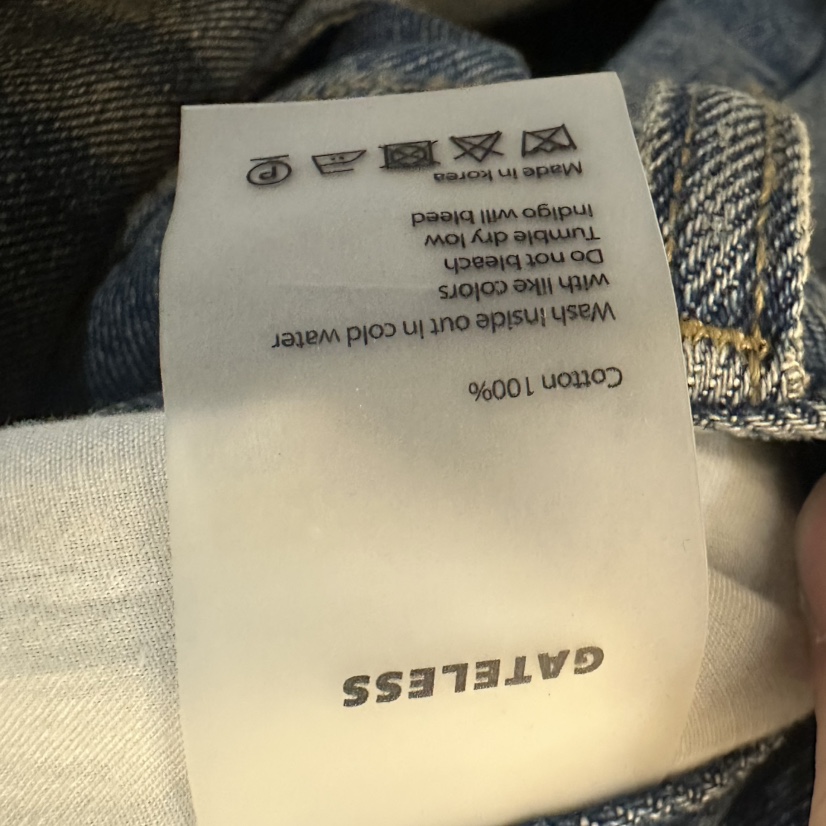 GATELESS
Cotton 100%
Wash inside out in cold water
with like colors
Do not bleach
Tumble dry low
Indigo will bleed
Made in korea
P